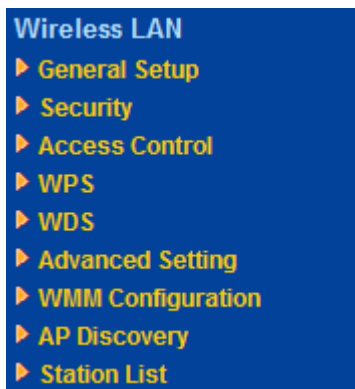 Wireless LAN
General Setup
Security
Access Control
WPS
WDS
Advanced Setting
WMM Configuration
AP Discovery
Station List